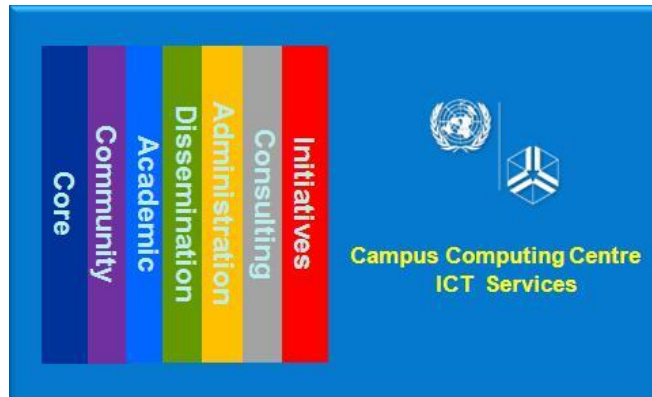 Core
Community
Academic
Dissemination
Administration
Consulting
Initiatives
Campus Computing Centre
ICT Services